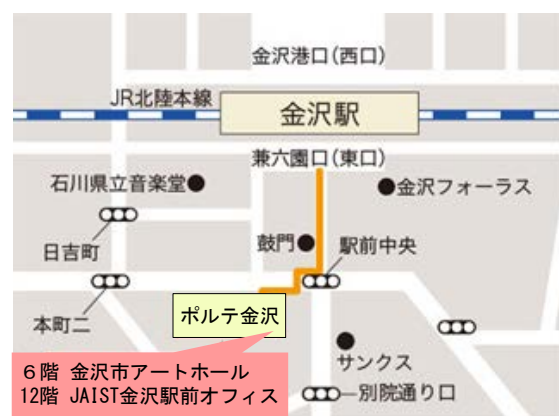 金沢港口(西口)
JR北陸本線
金沢駅
兼六園口(東口)
石川県立音楽堂
金沢フォーラス
日吉町
鼓門
駅前中央
本町二
ポルテ金沢
サンクス
6階 金沢市アートホール
12階 JAIST金沢駅前オフィス
別院通り口